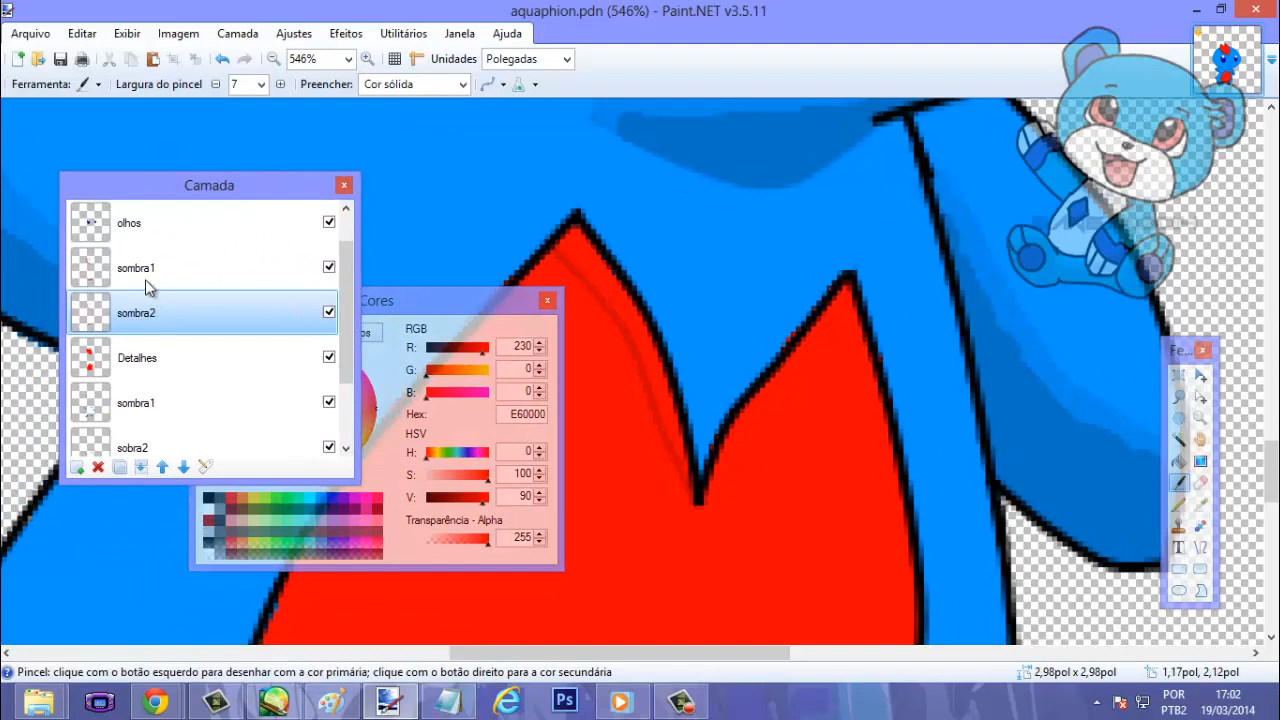 aquaphion.pdn (546%) - Paint.NET v3.5.11
Arquivo Editar Exibir Imagem Camada Ajustes Efeitos Utilitários Janela Ajuda
546% Unidades Polegadas
Ferramenta: Largura do pincel 7 Preencher: Cor sólida
Camada
olhos
sombra1
sombra2
Detalhes
sombra1
sobra2
Cores
os
RGB
R: 230
G: 0
B: 0
Hex: E60000
HSV
H: 0
S: 100
V: 90
Transparência - Alpha
255
Fe...
Pincel: clique com o botão esquerdo para desenhar com a cor primária; clique com o botão direito para a cor secundária
2,98pol x 2,98pol 1,17pol, 2,12pol
Ps
POR 17:02
PTB2 19/03/2014